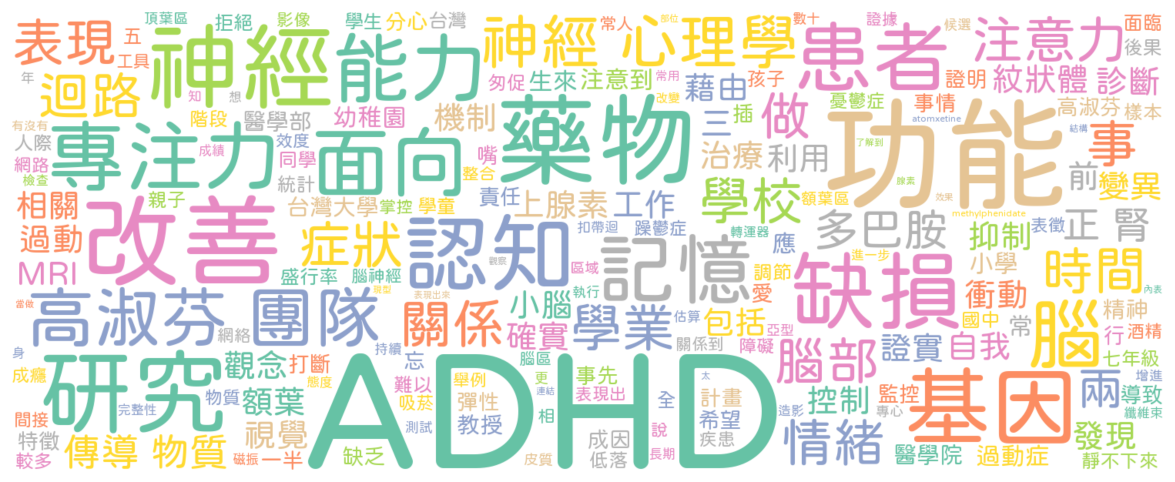 頂葉區 拒絕 影像 學生 分心 台灣 常人 部位 數十 證據 候選 面臨
表現 五 工具 神經 能力 神經 心理學 患者 注意力 後果
年 迴路 匆促 生來 注意到 常用 藉由 孩子 證明 紋狀體 診斷
知 想 改變 憂鬱症 事情 高淑芬 樣本
有沒有 階段 醫學部 幼稚園 機制 藥物 三 插 做 功能 atomxetine 結構 事
人際 專注力 成績 效度 面向 嘴 治療 利用 了解到 前 變異
網路 同學 整合
檢查 統計 親子 責任 學校 額葉區 腺素 效果
相關 改善 台灣大學 掌控 學童 上腺素 工作 多巴胺 methylphenidate 表徵 正 腎
過動 症狀 認知 扣帶迴 躁鬱症 記憶 轉運器 應 抑制
MRI 盛行率 腦神經 觀察 區域 調節 進一步 缺損 小學 時間 內表
當做 類型 表現出來 執行 愛 衝動 精神
高淑芬 團隊 關係 小腦 學業 估算 包括 國中 常 腦 行 酒精
網絡 確實 關係到 障礙 亞型 證實 自我 七年級
身 觀念 打斷 持續 忘 腦區 更 事先 太 腦部 增進
成癮 研究 態度 難以 舉例 連結 表現出 全 計畫 控制 監控 基因 兩 導致
物質 額葉 吸菸 彈性 相 希望 造影 專心 纖維束
間接 完整性 ADHD 測試 教授 說 疾患 情緒 發現
特徵 傳導 物質 視覺 成因 長期 醫學院 過動症
較多 磁振 一半 缺乏 皮質 低落 靜不下來